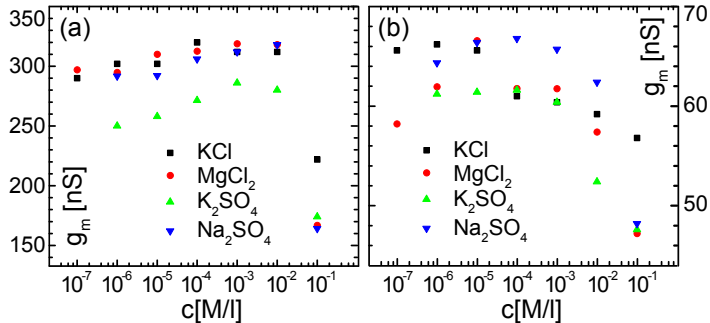 (a)
350
300
250
200
150
g_m [nS]
KCl
MgCl₂
K₂SO₄
Na₂SO₄
10⁻⁷ 10⁻⁶ 10⁻⁵ 10⁻⁴ 10⁻³ 10⁻² 10⁻¹
c[M/l]
(b)
70
60
50
g_m [nS]
KCl
MgCl₂
K₂SO₄
Na₂SO₄
10⁻⁷ 10⁻⁶ 10⁻⁵ 10⁻⁴ 10⁻³ 10⁻² 10⁻¹
c[M/l]